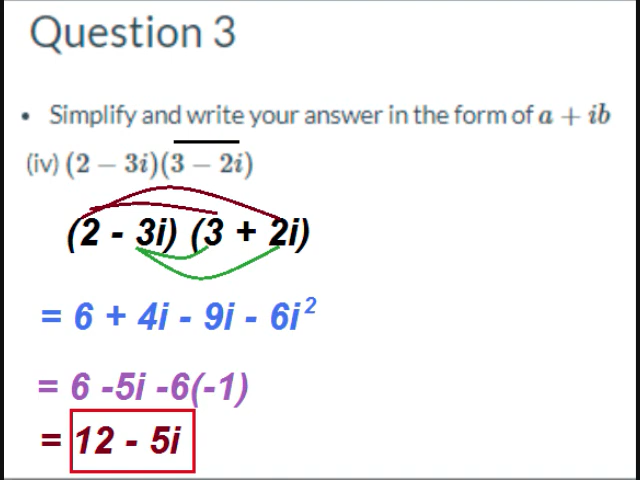 Question 3
• Simplify and write your answer in the form of a + ib
(iv) (2 − 3i)(3 − 2i)
(2 - 3i) (3 + 2i)
= 6 + 4i - 9i - 6i²
= 6 -5i -6(-1)
= 12 - 5i